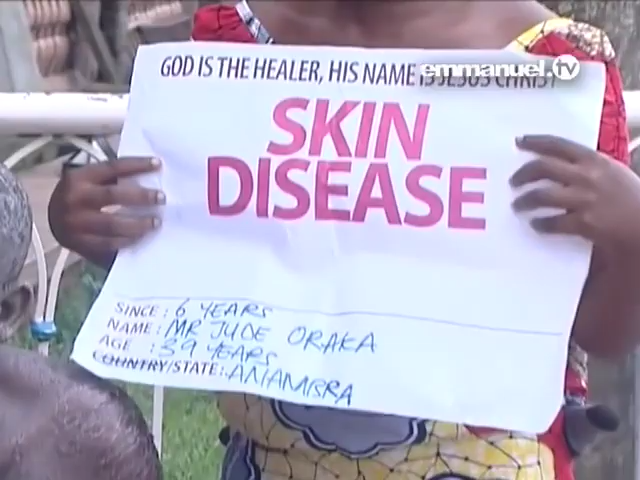 emmanuel.tv
GOD IS THE HEALER, HIS NAME IS JESUS CHRIST
SKIN
DISEASE
SINCE : 6 YEARS
NAME : MR JUDE ORAKA
AGE : 39 YEARS
COUNTRY/STATE: ANAMBRA